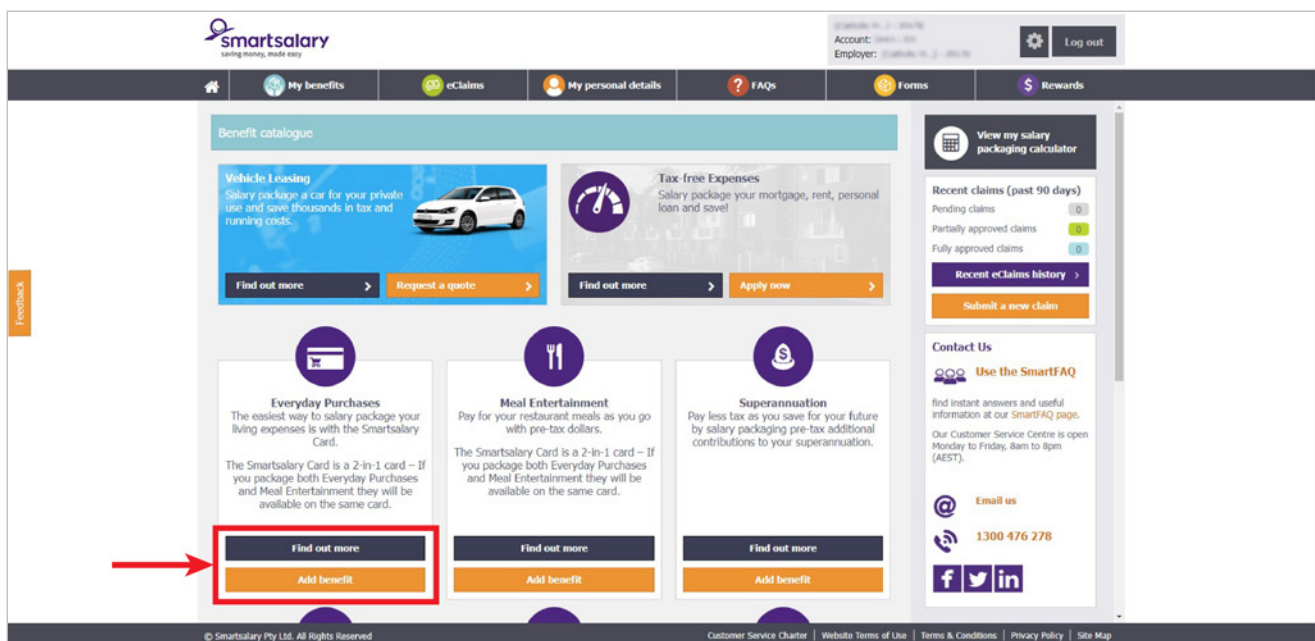 smartsalary
saving money, made easy
Account:
Employer:
Log out
My benefits
eClaims
My personal details
? FAQs
Forms
$ Rewards
Benefit catalogue
Vehicle Leasing
Salary package a car for your private
use and save thousands in tax and
running costs.
Find out more
Request a quote
Tax-free Expenses
Salary package your mortgage, rent, personal
loan and save!
Find out more
Apply now
View my salary
packaging calculator
Recent claims (past 90 days)
Pending claims 0
Partially approved claims 0
Fully approved claims 0
Recent eClaims history
Submit a new claim
Feedback
Everyday Purchases
The easiest way to salary package your
living expenses is with the Smartsalary
Card.
The Smartsalary Card is a 2-in-1 card – If
you package both Everyday Purchases
and Meal Entertainment they will be
available on the same card.
Find out more
Add benefit
Meal Entertainment
Pay for your restaurant meals as you go
with pre-tax dollars.
The Smartsalary Card is a 2-in-1 card – If
you package both Everyday Purchases
and Meal Entertainment they will be
available on the same card.
Find out more
Add benefit
$
Superannuation
Pay less tax as you save for your future
by salary packaging pre-tax additional
contributions to your superannuation.
Find out more
Add benefit
Contact Us
Use the SmartFAQ
find instant answers and useful
information at our SmartFAQ page.
Our Customer Service Centre is open
Monday to Friday, 8am to 8pm
(AEST).
@ Email us
1300 476 278
f in
© Smartsalary Pty Ltd. All Rights Reserved
Customer Service Charter | Website Terms of Use | Terms & Conditions | Privacy Policy | Site Map